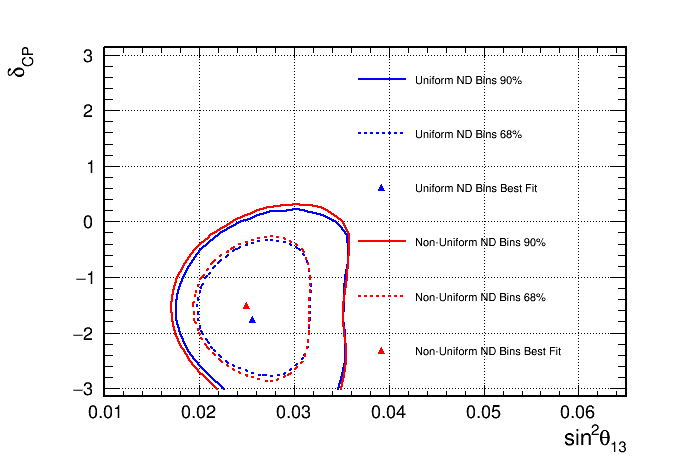 δCP
3
2
1
0
−1
−2
−3
Uniform ND Bins 90%
Uniform ND Bins 68%
Uniform ND Bins Best Fit
Non-Uniform ND Bins 90%
Non-Uniform ND Bins 68%
Non-Uniform ND Bins Best Fit
0.01 0.02 0.03 0.04 0.05 0.06
sin²θ₁₃